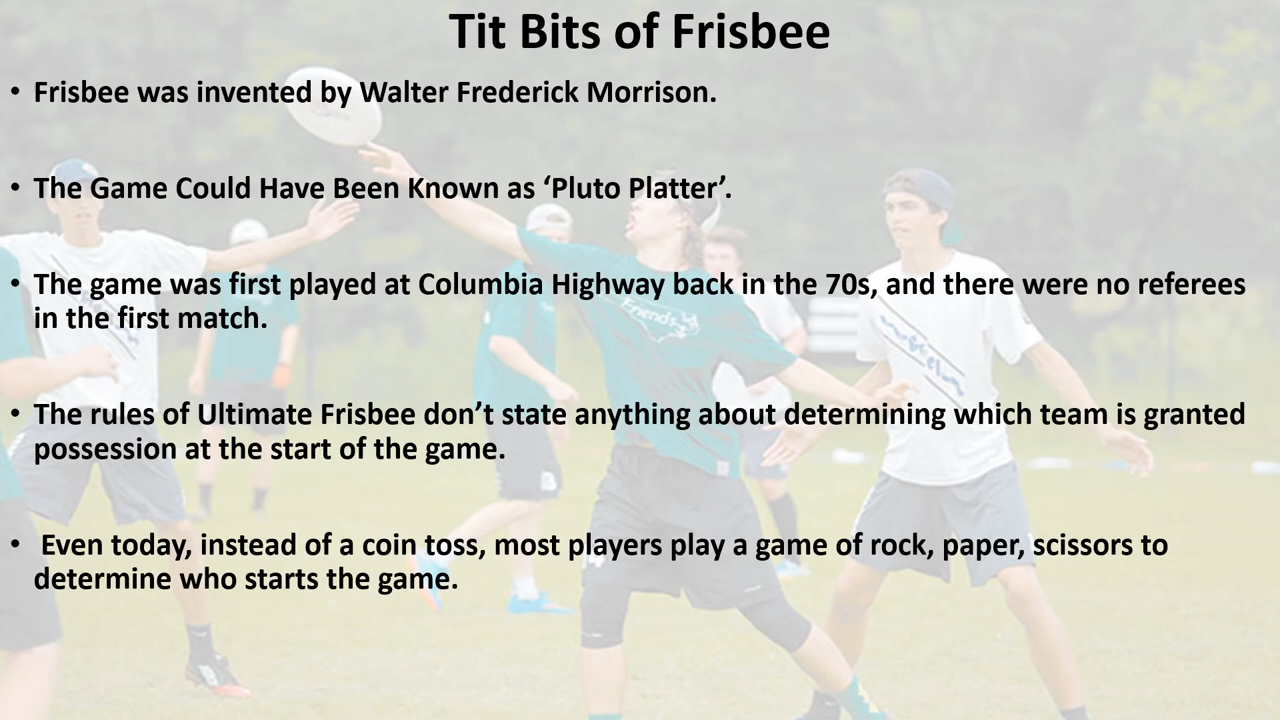 Tit Bits of Frisbee
• Frisbee was invented by Walter Frederick Morrison.
• The Game Could Have Been Known as ‘Pluto Platter’.
• The game was first played at Columbia Highway back in the 70s, and there were no referees
in the first match.
• The rules of Ultimate Frisbee don’t state anything about determining which team is granted
possession at the start of the game.
• Even today, instead of a coin toss, most players play a game of rock, paper, scissors to
determine who starts the game.
Friends